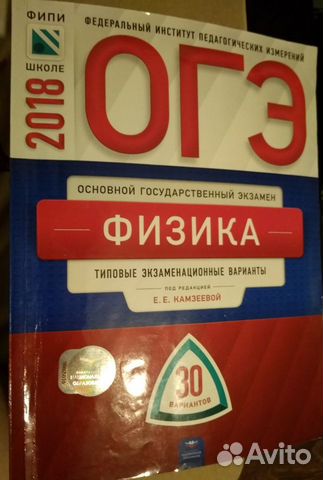 ФЕДЕРАЛЬНЫЙ ИНСТИТУТ ПЕДАГОГИЧЕСКИХ ИЗМЕРЕНИЙ
ФИПИ
ШКОЛЕ
2018
ОГЭ
ОСНОВНОЙ ГОСУДАРСТВЕННЫЙ ЭКЗАМЕН
ФИЗИКА
ТИПОВЫЕ ЭКЗАМЕНАЦИОННЫЕ ВАРИАНТЫ
ПОД РЕДАКЦИЕЙ
Е. Е. КАМЗЕЕВОЙ
30
ВАРИАНТОВ
Avito